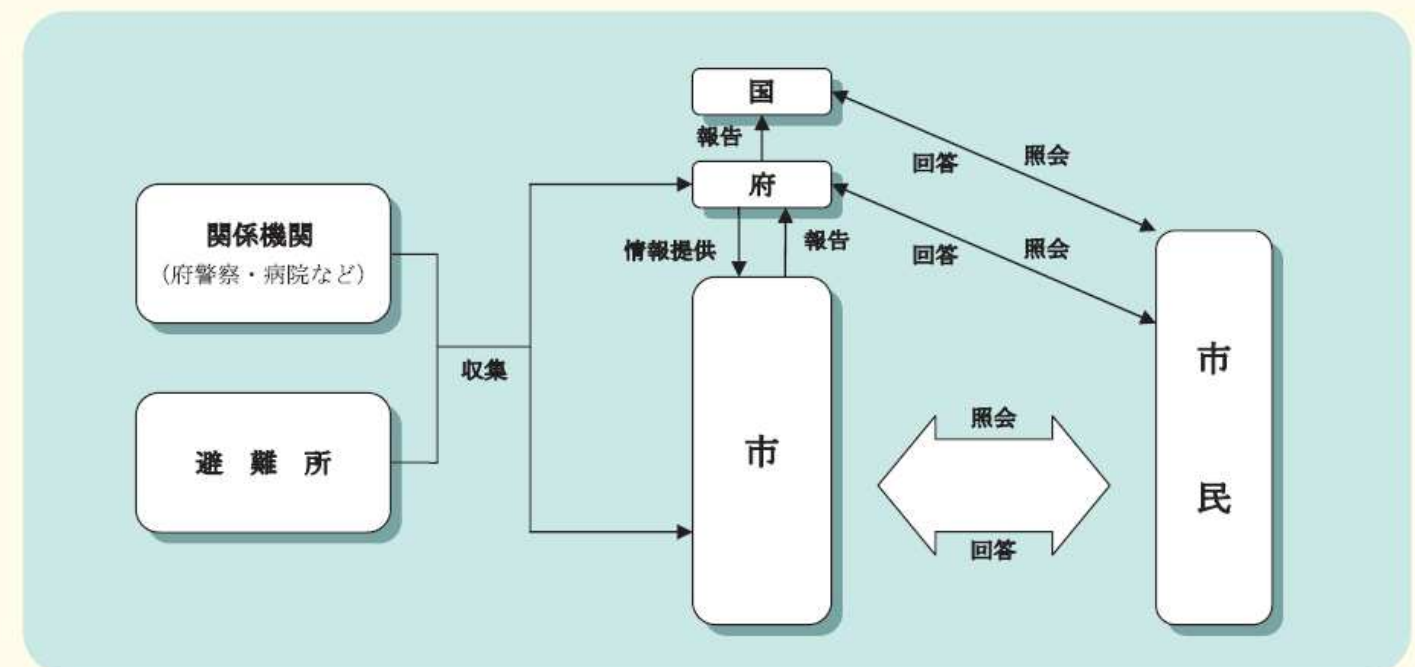 国
報告
府
回答
照会
関係機関
（府警察・病院など）
情報提供
報告
回答
照会
収集
避難所
市
照会
回答
市民